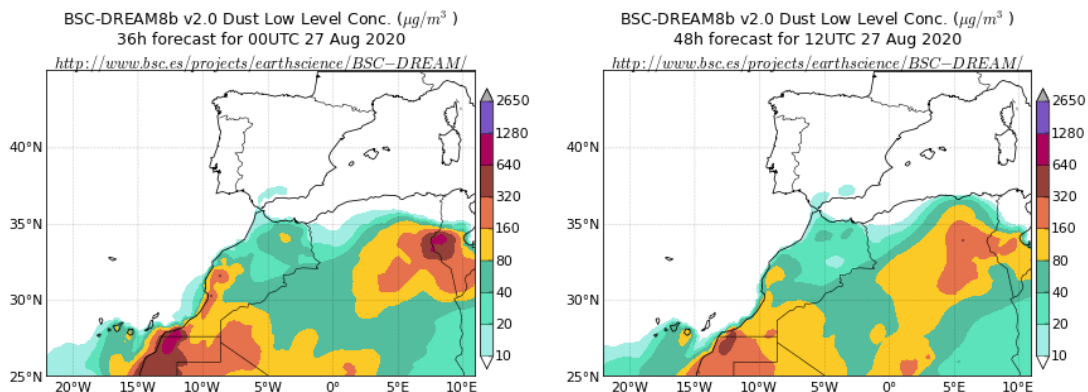 BSC-DREAM8b v2.0 Dust Low Level Conc. (μg/m³ )
36h forecast for 00UTC 27 Aug 2020
http://www.bsc.es/projects/earthscience/BSC−DREAM/
40°N
35°N
30°N
25°N
20°W 15°W 10°W 5°W 0°E 5°E 10°E
2650
1280
640
320
160
80
40
20
10
BSC-DREAM8b v2.0 Dust Low Level Conc. (μg/m³ )
48h forecast for 12UTC 27 Aug 2020
http://www.bsc.es/projects/earthscience/BSC−DREAM/
40°N
35°N
30°N
25°N
20°W 15°W 10°W 5°W 0°E 5°E 10°E
2650
1280
640
320
160
80
40
20
10